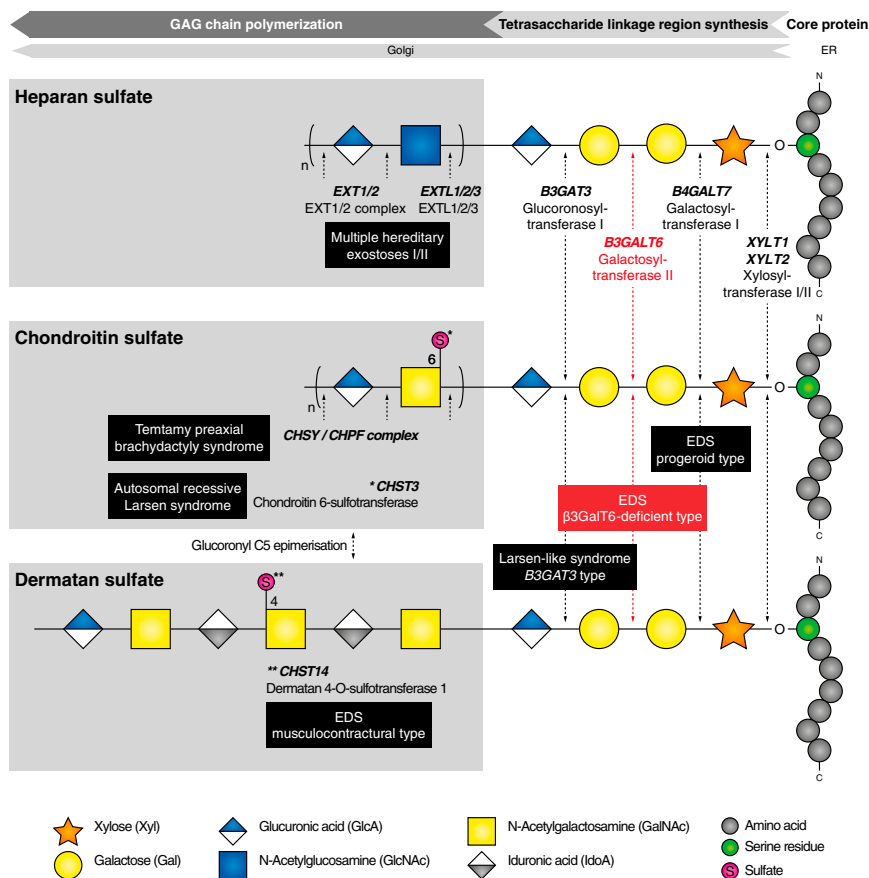 GAG chain polymerization
Tetrasaccharide linkage region synthesis
Core protein
Golgi
ER
Heparan sulfate
N
n
O
EXT1/2
EXT1/2 complex
EXTL1/2/3
EXTL1/2/3
B3GAT3
Glucoronosyl-
transferase I
B4GALT7
Galactosyl-
transferase I
Multiple hereditary
exostoses I/II
B3GALT6
Galactosyl-
transferase II
XYLT1
XYLT2
Xylosyl-
transferase I/II
C
Chondroitin sulfate
N
S*
6
n
O
CHSY / CHPF complex
Temtamy preaxial
brachydactyly syndrome
EDS
progeroid type
Autosomal recessive
Larsen syndrome
* CHST3
Chondroitin 6-sulfotransferase
EDS
β3GalT6-deficient type
C
Glucoronyl C5 epimerisation
Larsen-like syndrome
B3GAT3 type
Dermatan sulfate
N
S**
4
O
** CHST14
Dermatan 4-O-sulfotransferase 1
EDS
musculocontractural type
C
Xylose (Xyl)
Glucuronic acid (GlcA)
N-Acetylgalactosamine (GalNAc)
Amino acid
Serine residue
Galactose (Gal)
N-Acetylglucosamine (GlcNAc)
Iduronic acid (IdoA)
S Sulfate